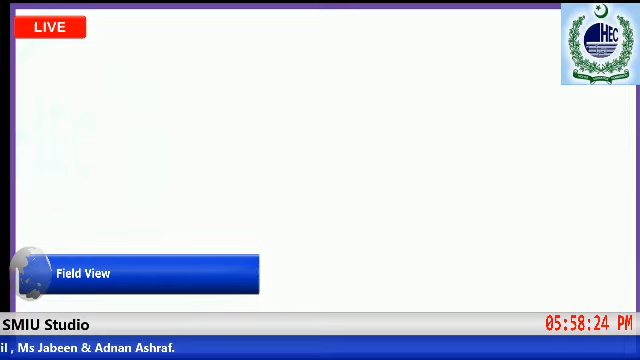 LIVE
HEC
Field View
SMIU Studio
05:58:24 PM
il , Ms Jabeen & Adnan Ashraf.